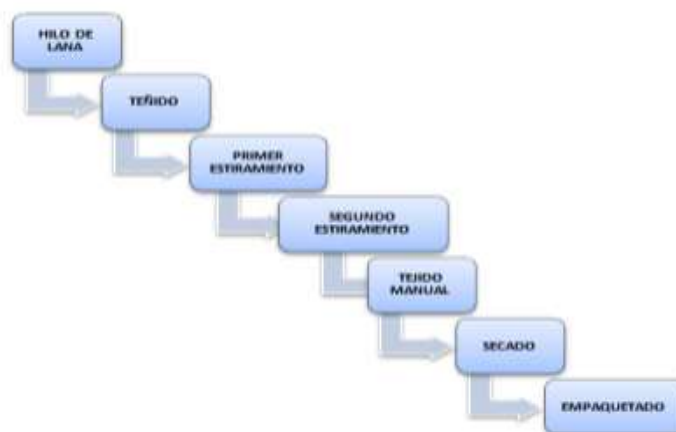 HILO DE
LANA
TEÑIDO
PRIMER
ESTIRAMIENTO
SEGUNDO
ESTIRAMIENTO
TEJIDO
MANUAL
SECADO
EMPAQUETADO